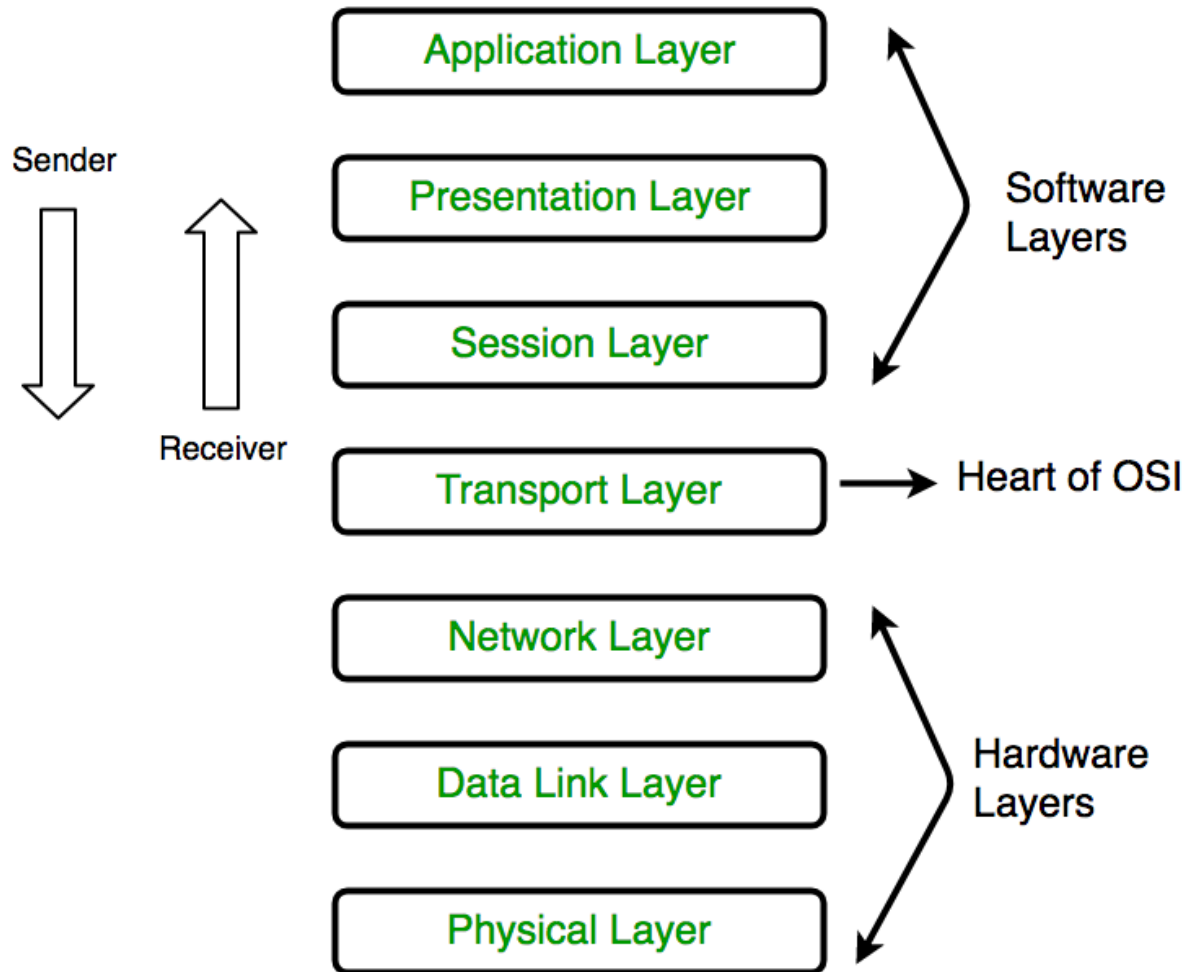 Application Layer
Sender
Presentation Layer
Software
Layers
Session Layer
Receiver
Transport Layer
Heart of OSI
Network Layer
Data Link Layer
Hardware
Layers
Physical Layer